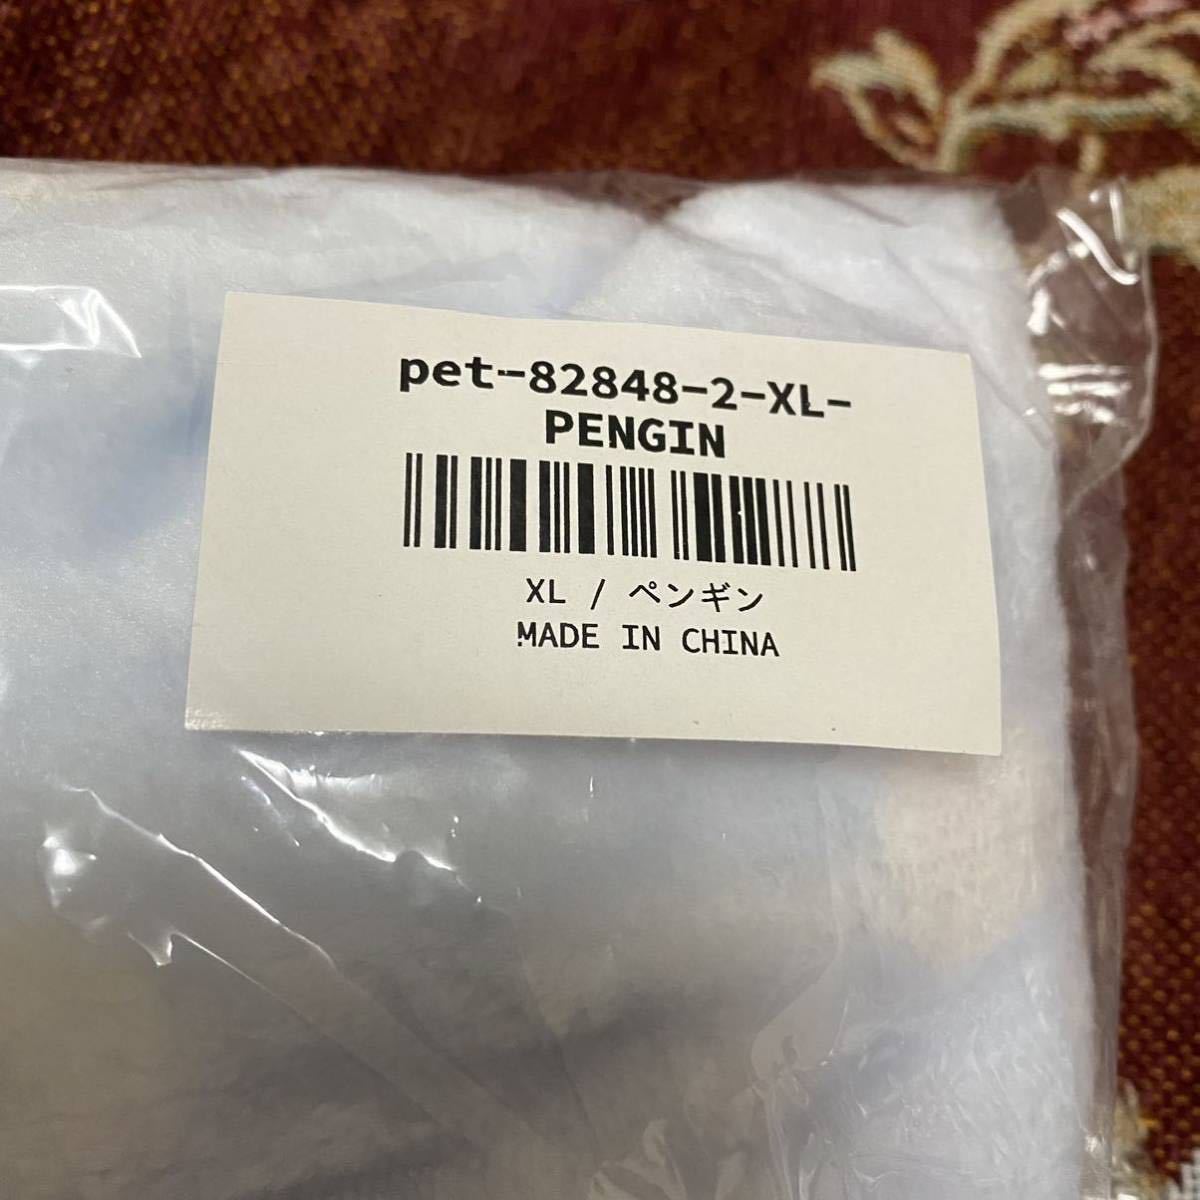 pet-82848-2-XL-
PENGIN
XL / ペンギン
MADE IN CHINA